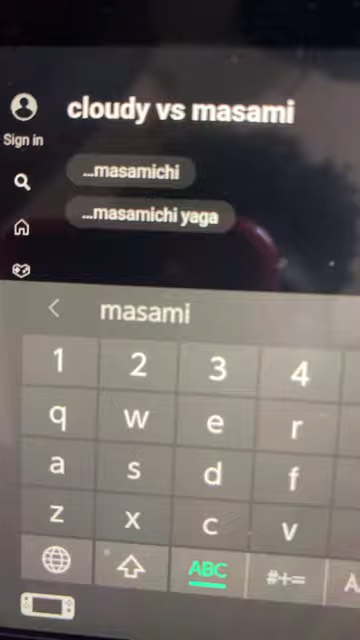 cloudy vs masami
Sign in
...masamichi
...masamichi yaga
masami
1 2 3 4
q w e r
a s d f
z x c v
ABC #+=